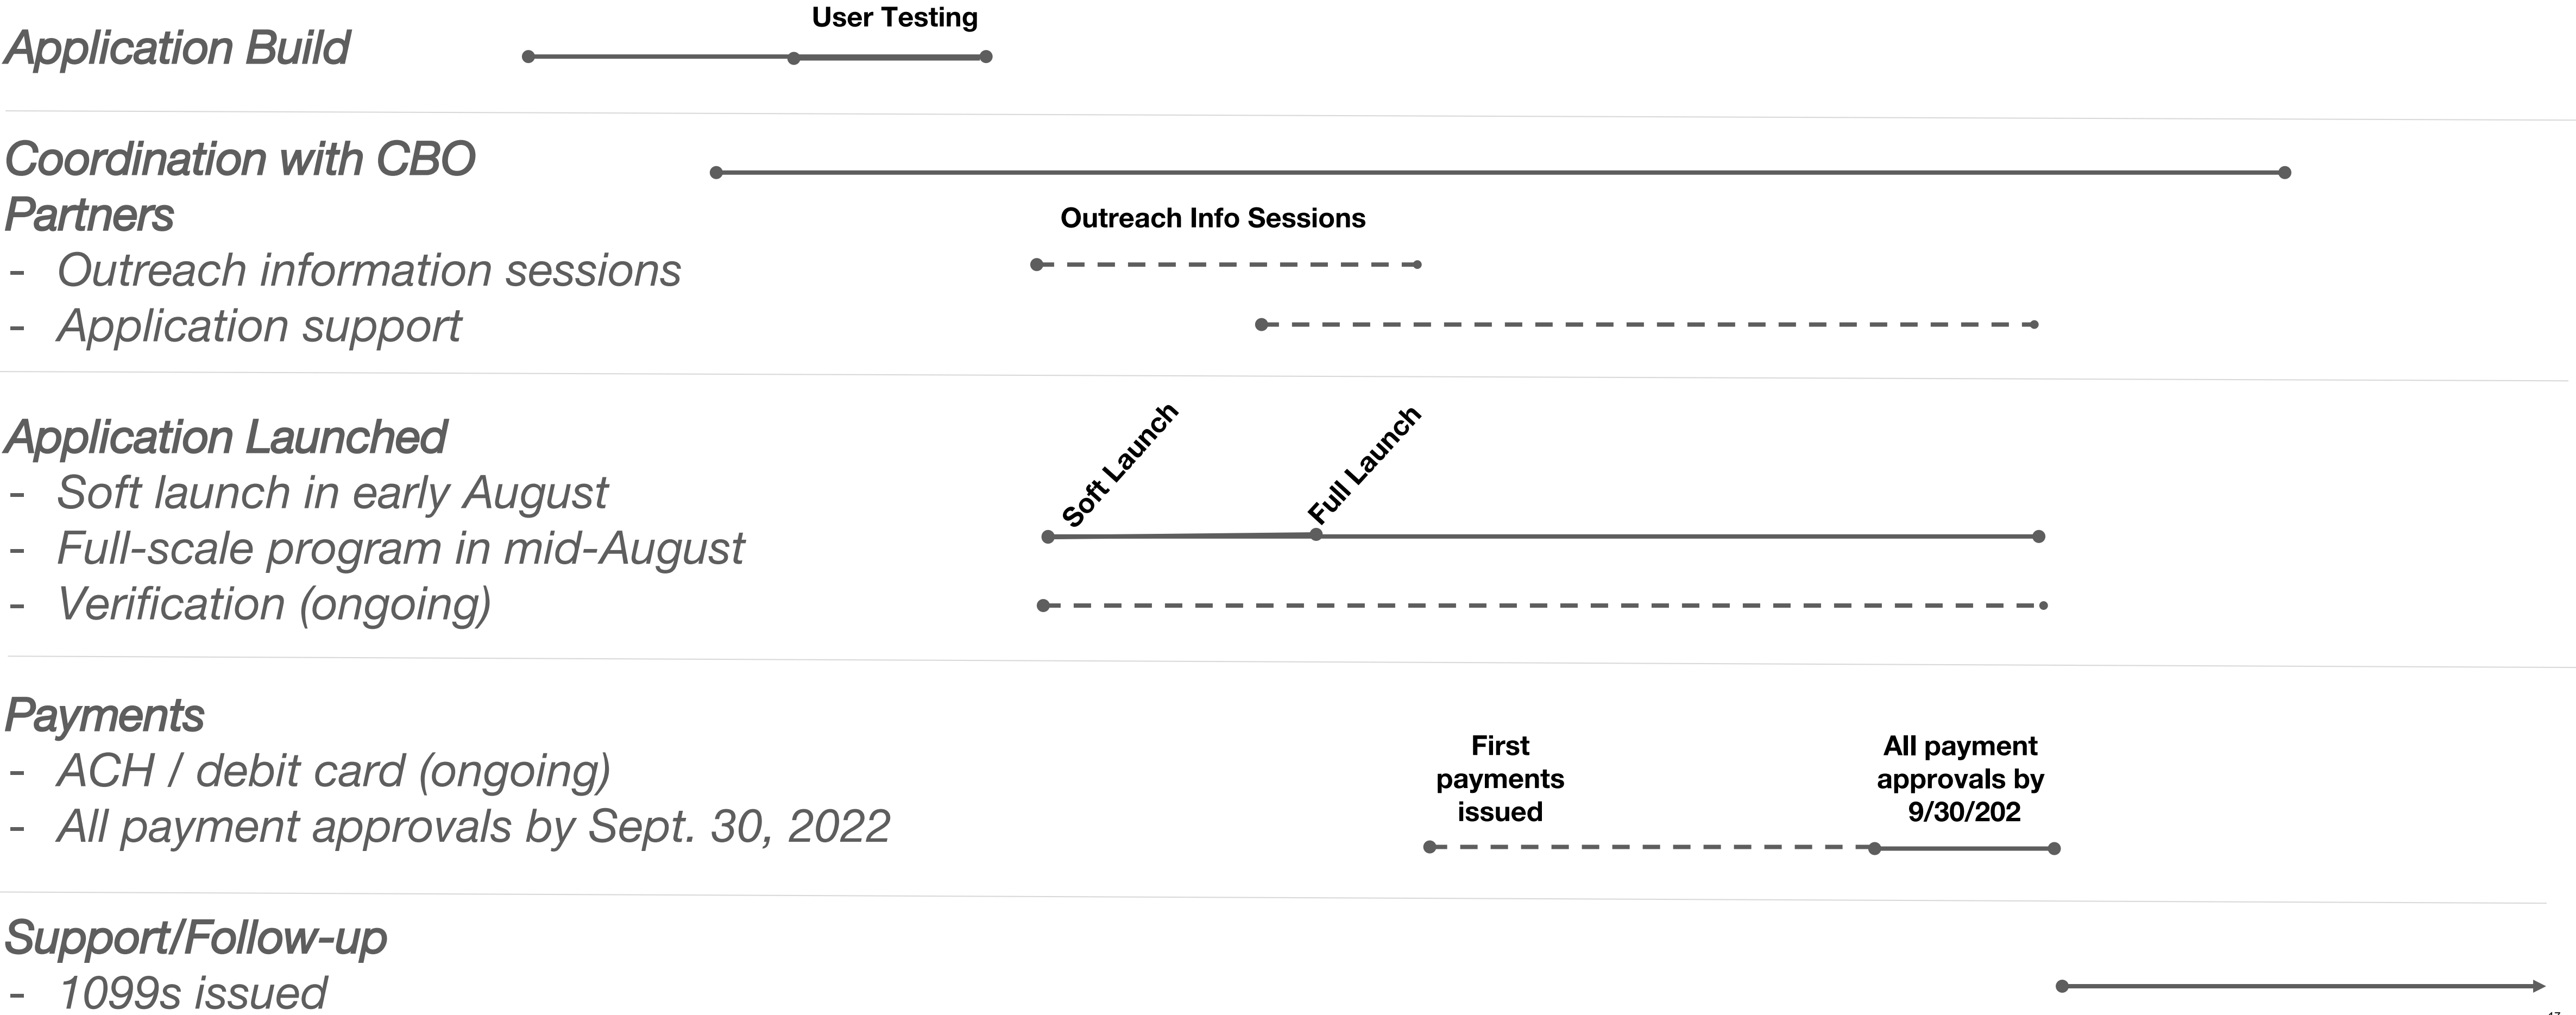 User Testing
Application Build
Coordination with CBO
Partners
Outreach Info Sessions
- Outreach information sessions
- Application support
Application Launched
Soft Launch
Full Launch
- Soft launch in early August
- Full-scale program in mid-August
- Verification (ongoing)
Payments
- ACH / debit card (ongoing)
- All payment approvals by Sept. 30, 2022
First
payments
issued
All payment
approvals by
9/30/202
Support/Follow-up
- 1099s issued